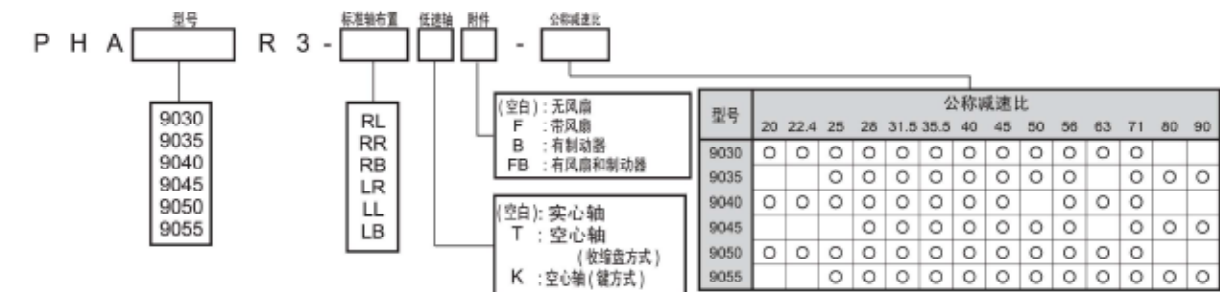 型号 标准轴布置 低速轴 附件 公称减速比
P H A R 3 - -
9030
9035
9040
9045
9050
9055
RL
RR
RB
LR
LL
LB
(空白) : 无风扇
F : 带风扇
B : 有制动器
FB : 有风扇和制动器
(空白) : 实心轴
T : 空心轴
(收缩盘方式)
K : 空心轴(键方式)
型号 公称减速比
20 22.4 25 28 31.5 35.5 40 45 50 56 63 71 80 90
9030 ○ ○ ○ ○ ○ ○ ○ ○ ○ ○ ○ ○
9035 ○ ○ ○ ○ ○ ○ ○ ○ ○ ○ ○
9040 ○ ○ ○ ○ ○ ○ ○ ○ ○ ○ ○
9045 ○ ○ ○ ○ ○ ○ ○ ○ ○ ○
9050 ○ ○ ○ ○ ○ ○ ○ ○ ○ ○ ○ ○
9055 ○ ○ ○ ○ ○ ○ ○ ○ ○ ○ ○ ○